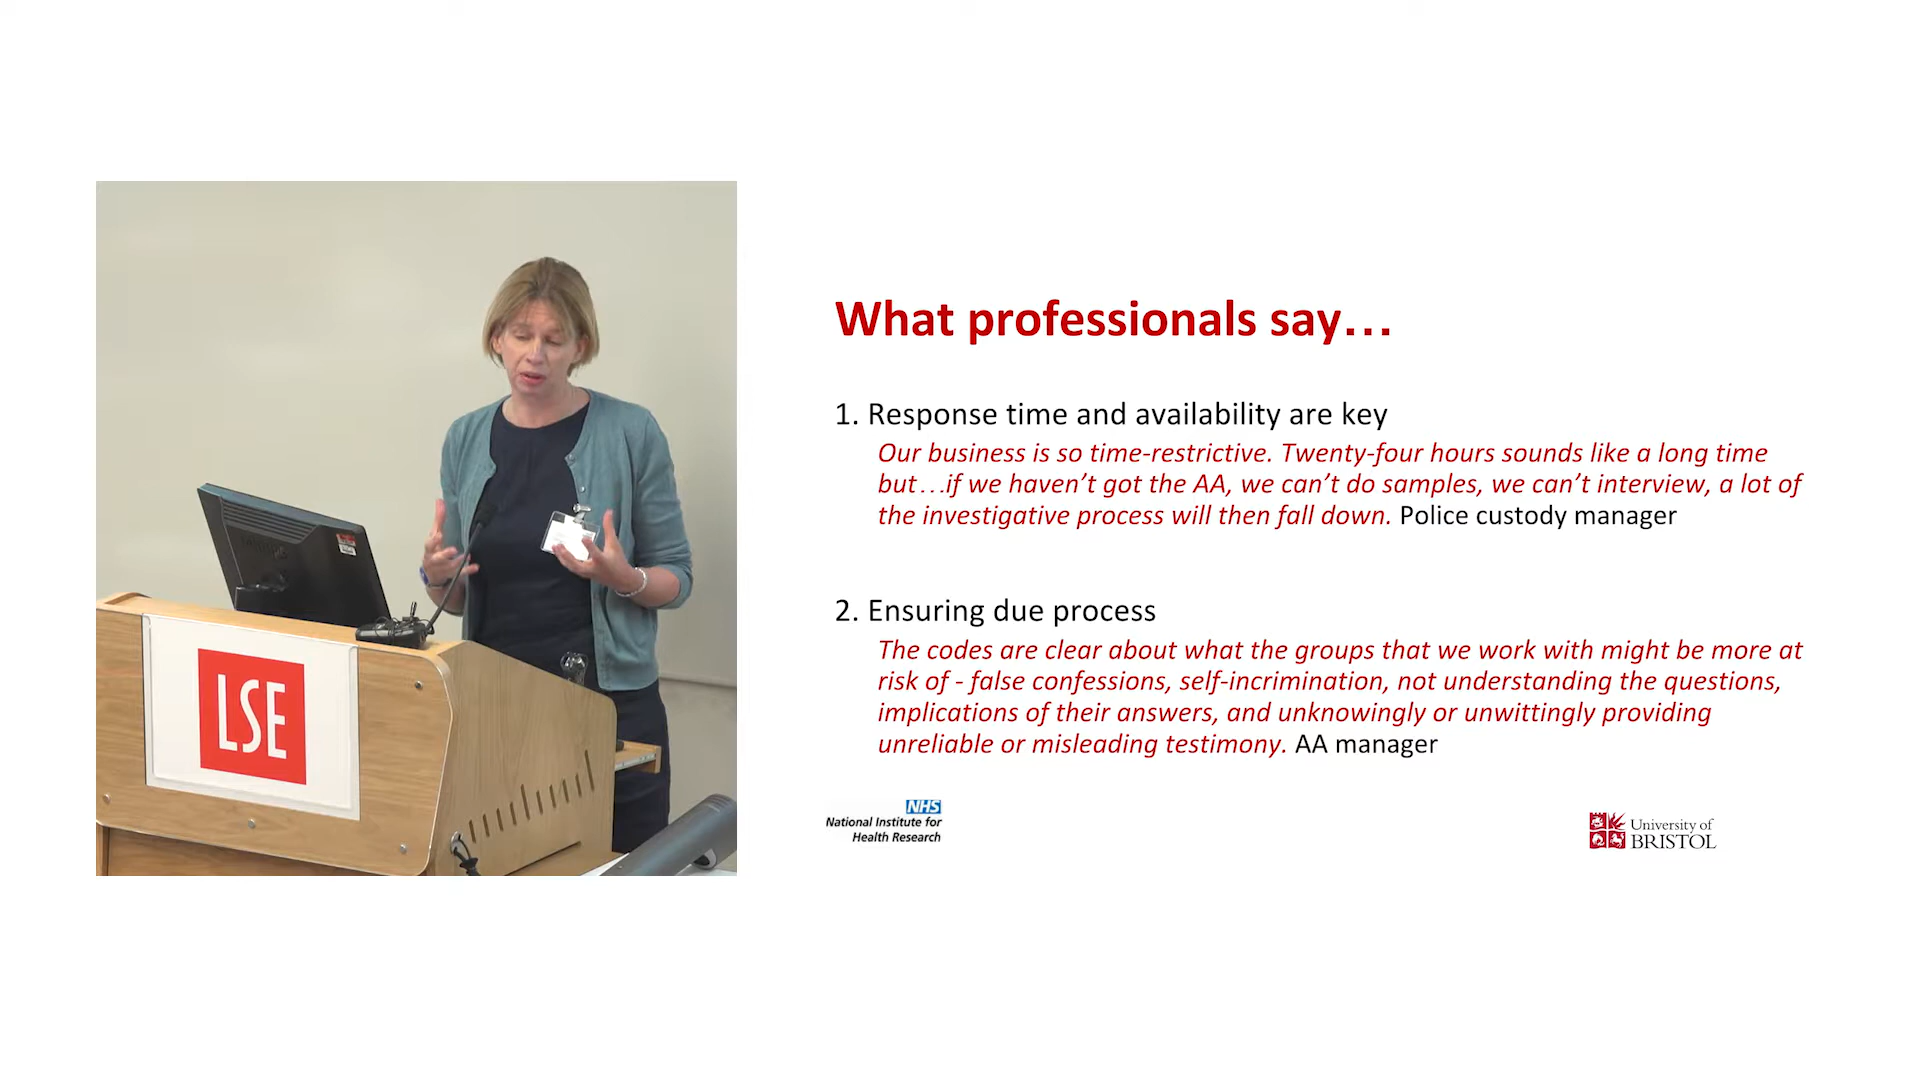 What professionals say…
1. Response time and availability are key
Our business is so time-restrictive. Twenty-four hours sounds like a long time
but…if we haven’t got the AA, we can’t do samples, we can’t interview, a lot of
the investigative process will then fall down. Police custody manager
2. Ensuring due process
The codes are clear about what the groups that we work with might be more at
risk of - false confessions, self-incrimination, not understanding the questions,
implications of their answers, and unknowingly or unwittingly providing
unreliable or misleading testimony. AA manager
LSE
NHS
National Institute for
Health Research
University of
BRISTOL